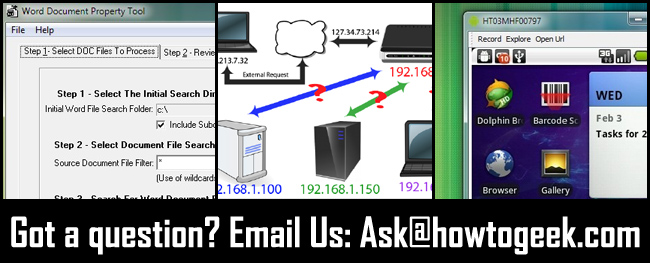 Word Document Property Tool
File Help
Step 1- Select DOC Files To Process
Step 2 - Revie
Step 1 - Select The Initial Search Dir
Initial Word File Search Folder: c:\
Include Subd
Step 2 - Select Document File Search
Source Document File Filter: *
(Use of wildcards
Step 3 - Search For Word Document F
127.34.73.214
213.7.32
External Request
192.168.
?
?
?
192.168.1.100
192.168.1.150
192.1
HT03MHF00797
Record Explore Open Url
3G
WED
Feb 3
Tasks for 2
Dolphin Br
Barcode Sc
Browser
Gallery
Got a question? Email Us: Ask@howtogeek.com